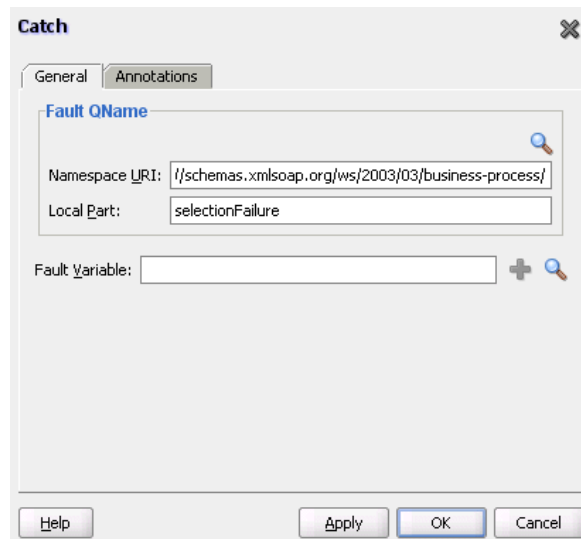 Catch
General Annotations
Fault QName
Namespace URI: //schemas.xmlsoap.org/ws/2003/03/business-process/
Local Part: selectionFailure
Fault Variable:
Help Apply OK Cancel